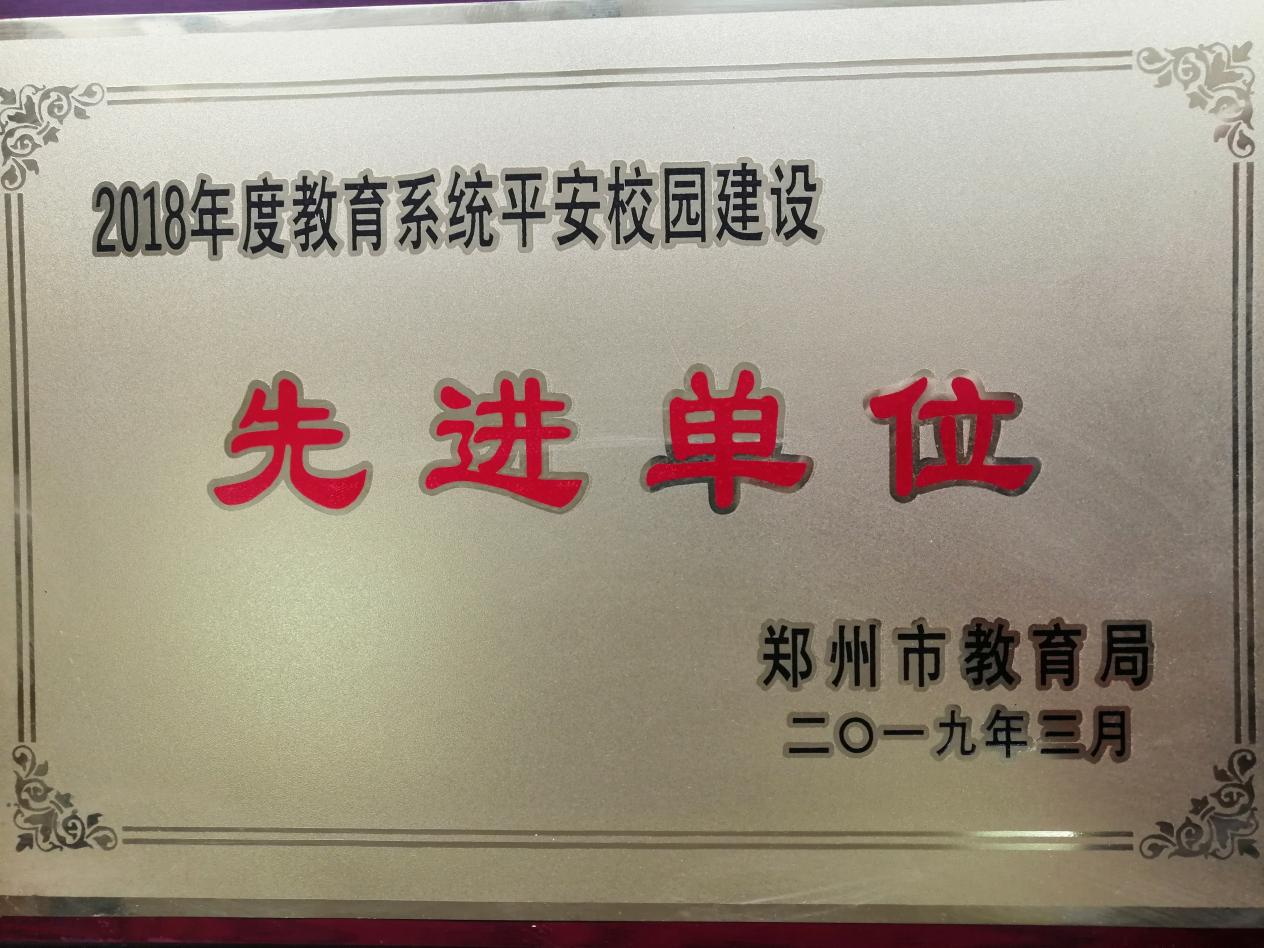 2018年度教育系统平安校园建设
先进单位
郑州市教育局
二〇一九年三月